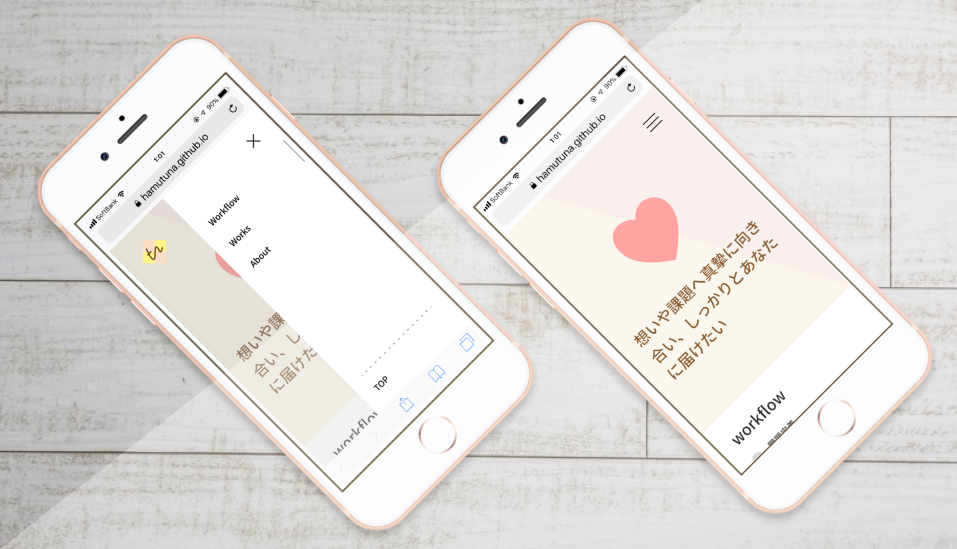 SoftBank
1:01
90%
hamutuna.github.io
Workflow
Works
About
想いや課
合い、し
に届けた
TOP
workflow
SoftBank
1:01
90%
hamutuna.github.io
想いや課題へ真摯に向き
合い、しっかりとあなた
に届けたい
workflow